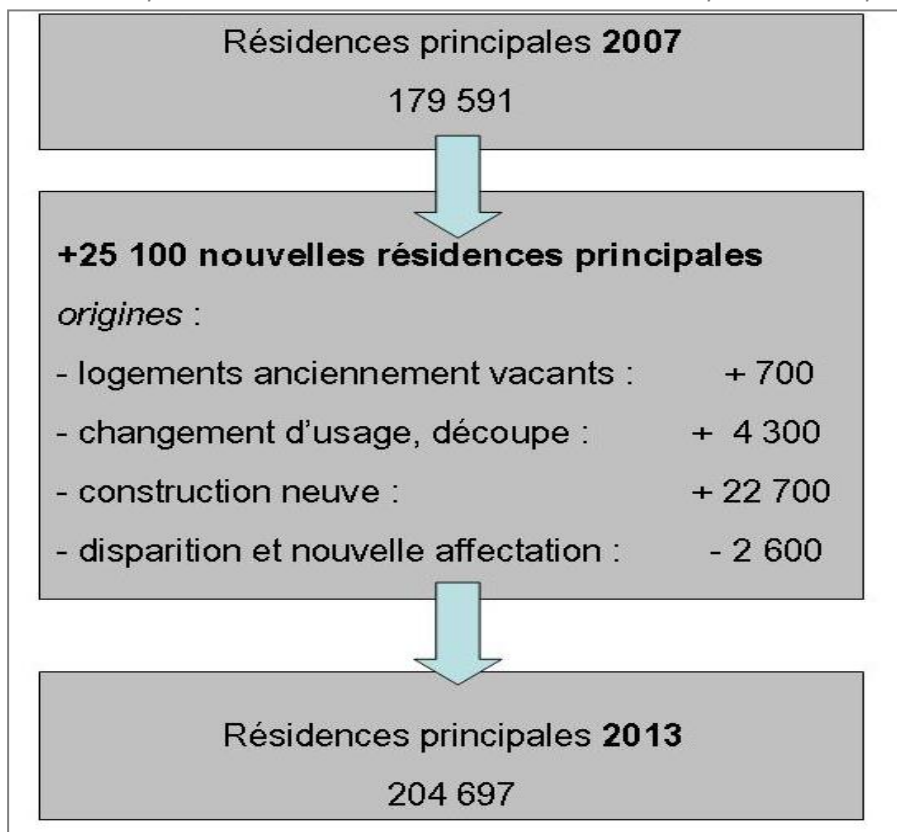 Résidences principales 2007
179 591
+25 100 nouvelles résidences principales
origines :
- logements anciennement vacants : + 700
- changement d'usage, découpe : + 4 300
- construction neuve : + 22 700
- disparition et nouvelle affectation : - 2 600
Résidences principales 2013
204 697